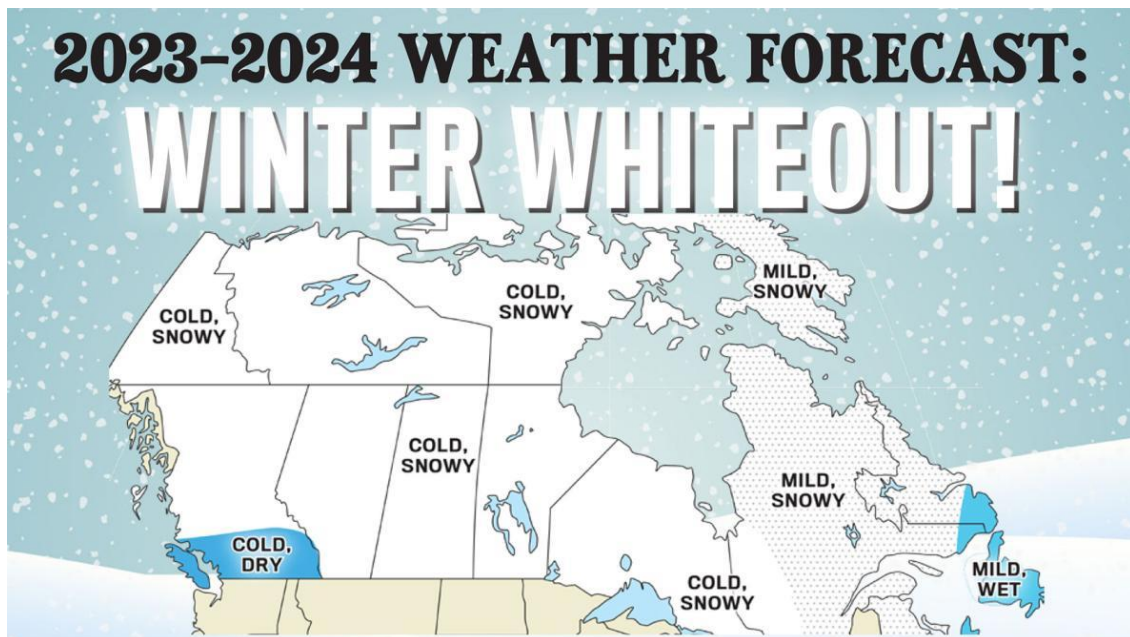 2023–2024 WEATHER FORECAST:
WINTER WHITEOUT!
MILD,
SNOWY
COLD,
SNOWY
COLD,
SNOWY
COLD,
SNOWY
MILD,
SNOWY
COLD,
DRY
MILD,
WET
COLD,
SNOWY